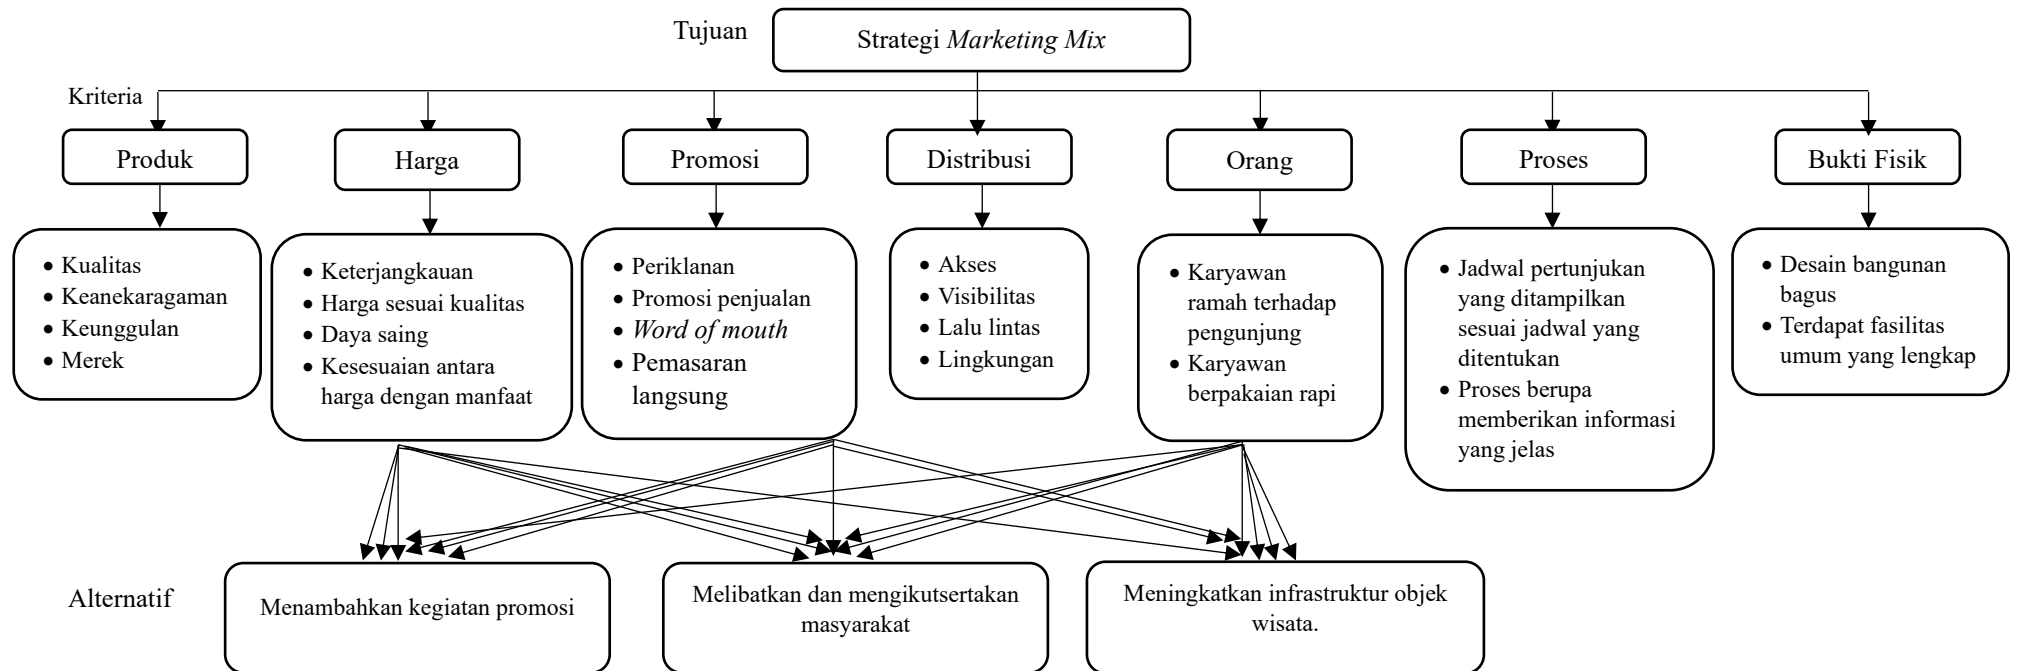 Tujuan
Strategi Marketing Mix
Kriteria
Produk
Harga
Promosi
Distribusi
Orang
Proses
Bukti Fisik
• Kualitas
• Keanekaragaman
• Keunggulan
• Merek
• Keterjangkauan
• Harga sesuai kualitas
• Daya saing
• Kesesuaian antara
harga dengan manfaat
• Periklanan
• Promosi penjualan
• Word of mouth
• Pemasaran
langsung
• Akses
• Visibilitas
• Lalu lintas
• Lingkungan
• Karyawan
ramah terhadap
pengunjung
• Karyawan
berpakaian rapi
• Jadwal pertunjukan
yang ditampilkan
sesuai jadwal yang
ditentukan
• Proses berupa
memberikan informasi
yang jelas
• Desain bangunan
bagus
• Terdapat fasilitas
umum yang lengkap
Alternatif
Menambahkan kegiatan promosi
Melibatkan dan mengikutsertakan
masyarakat
Meningkatkan infrastruktur objek
wisata.